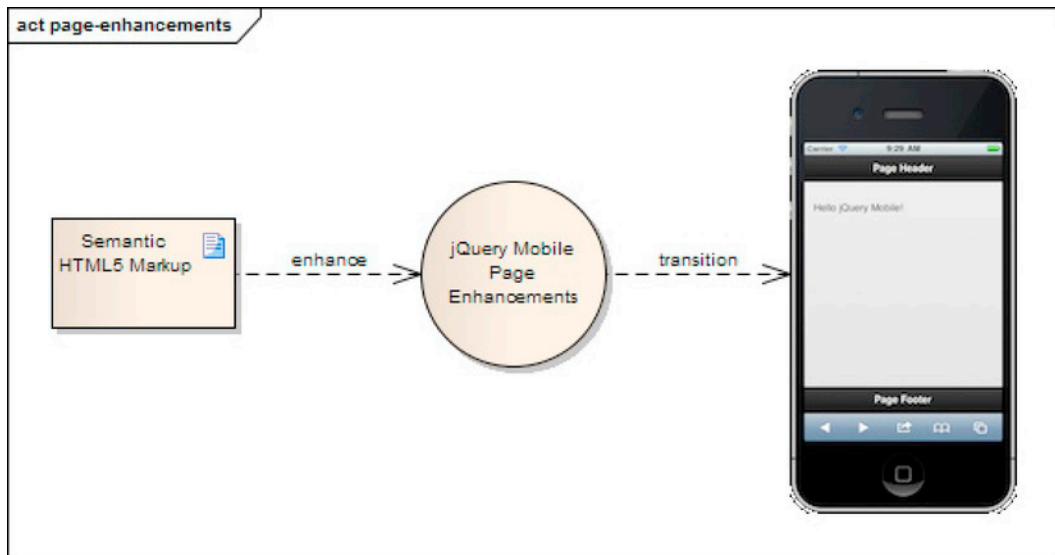 act page-enhancements
Semantic
HTML5 Markup
enhance
jQuery Mobile
Page
Enhancements
transition
Carrier
9:29 AM
Page Header
Hello jQuery Mobile!
Page Footer